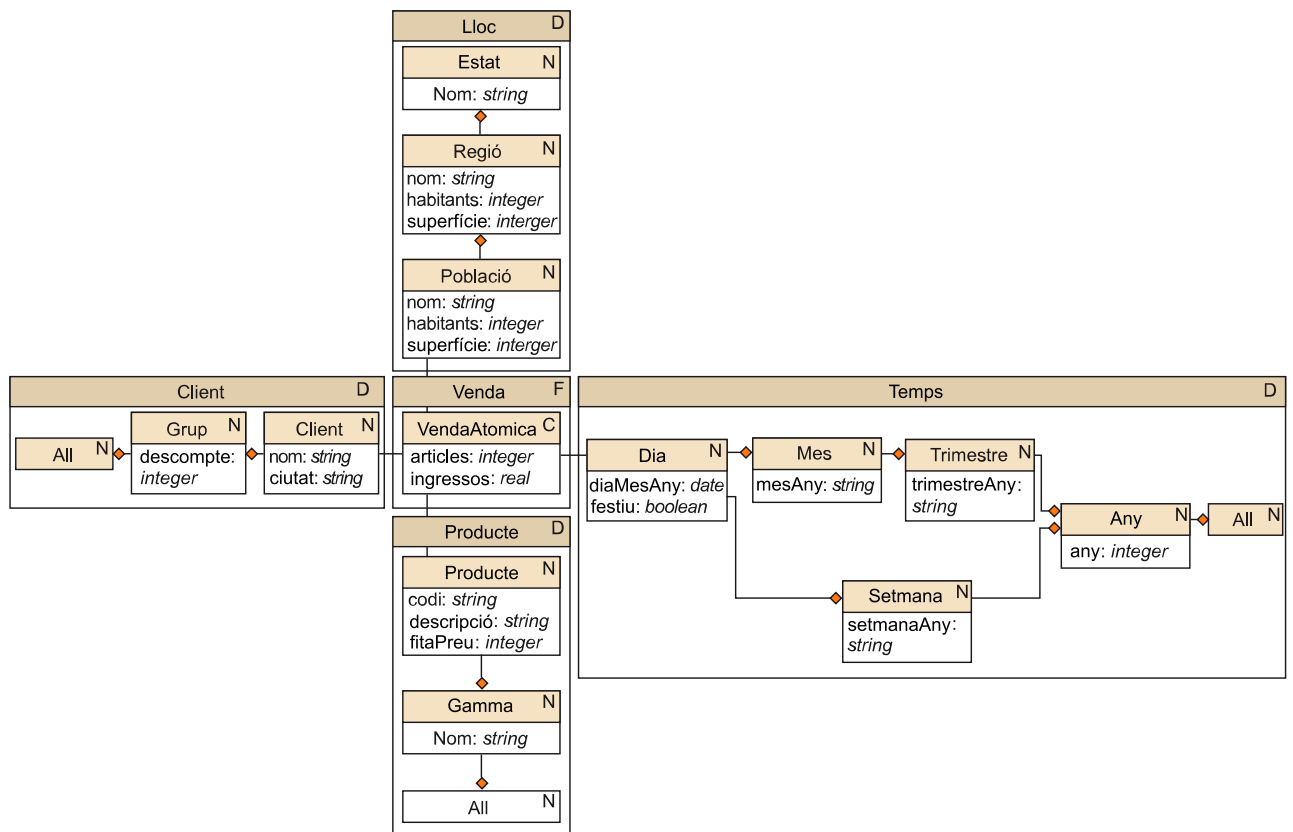 Lloc D
Estat N
Nom: string
Regió N
nom: string
habitants: integer
superfície: interger
Població N
nom: string
habitants: integer
superfície: interger
Client D
All N
Grup N
descompte:
integer
Client N
nom: string
ciutat: string
Venda F
VendaAtomica C
articles: integer
ingressos: real
Temps D
Dia N
diaMesAny: date
festiu: boolean
Mes N
mesAny: string
Trimestre N
trimestreAny:
string
Any N
any: integer
All N
Setmana N
setmanaAny:
string
Producte D
Producte N
codi: string
descripció: string
fitaPreu: integer
Gamma N
Nom: string
All N